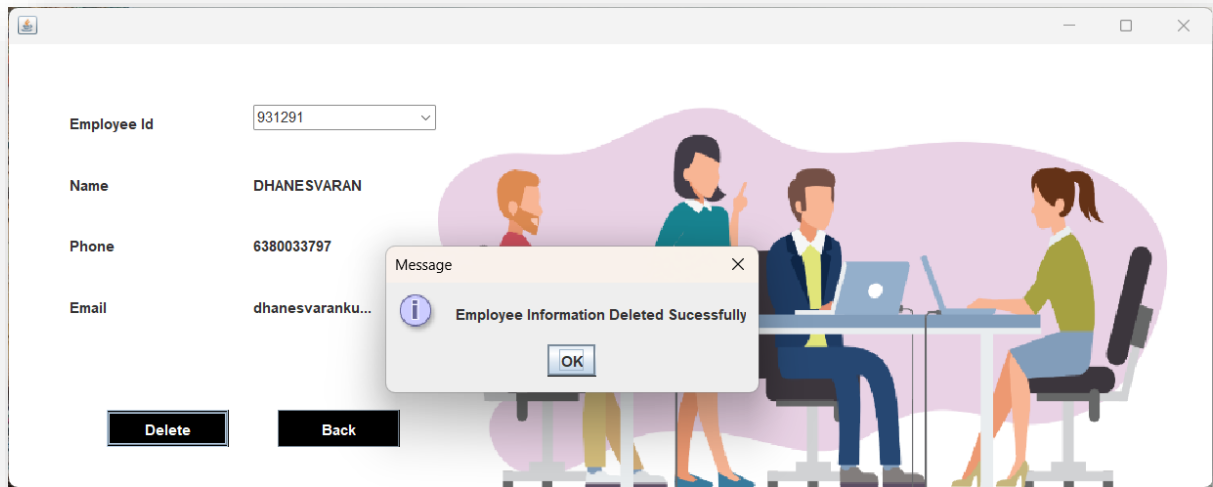 Employee Id 931291
Name DHANESVARAN
Phone 6380033797
Email dhanesvaranku...
Message
Employee Information Deleted Sucessfully
OK
Delete Back